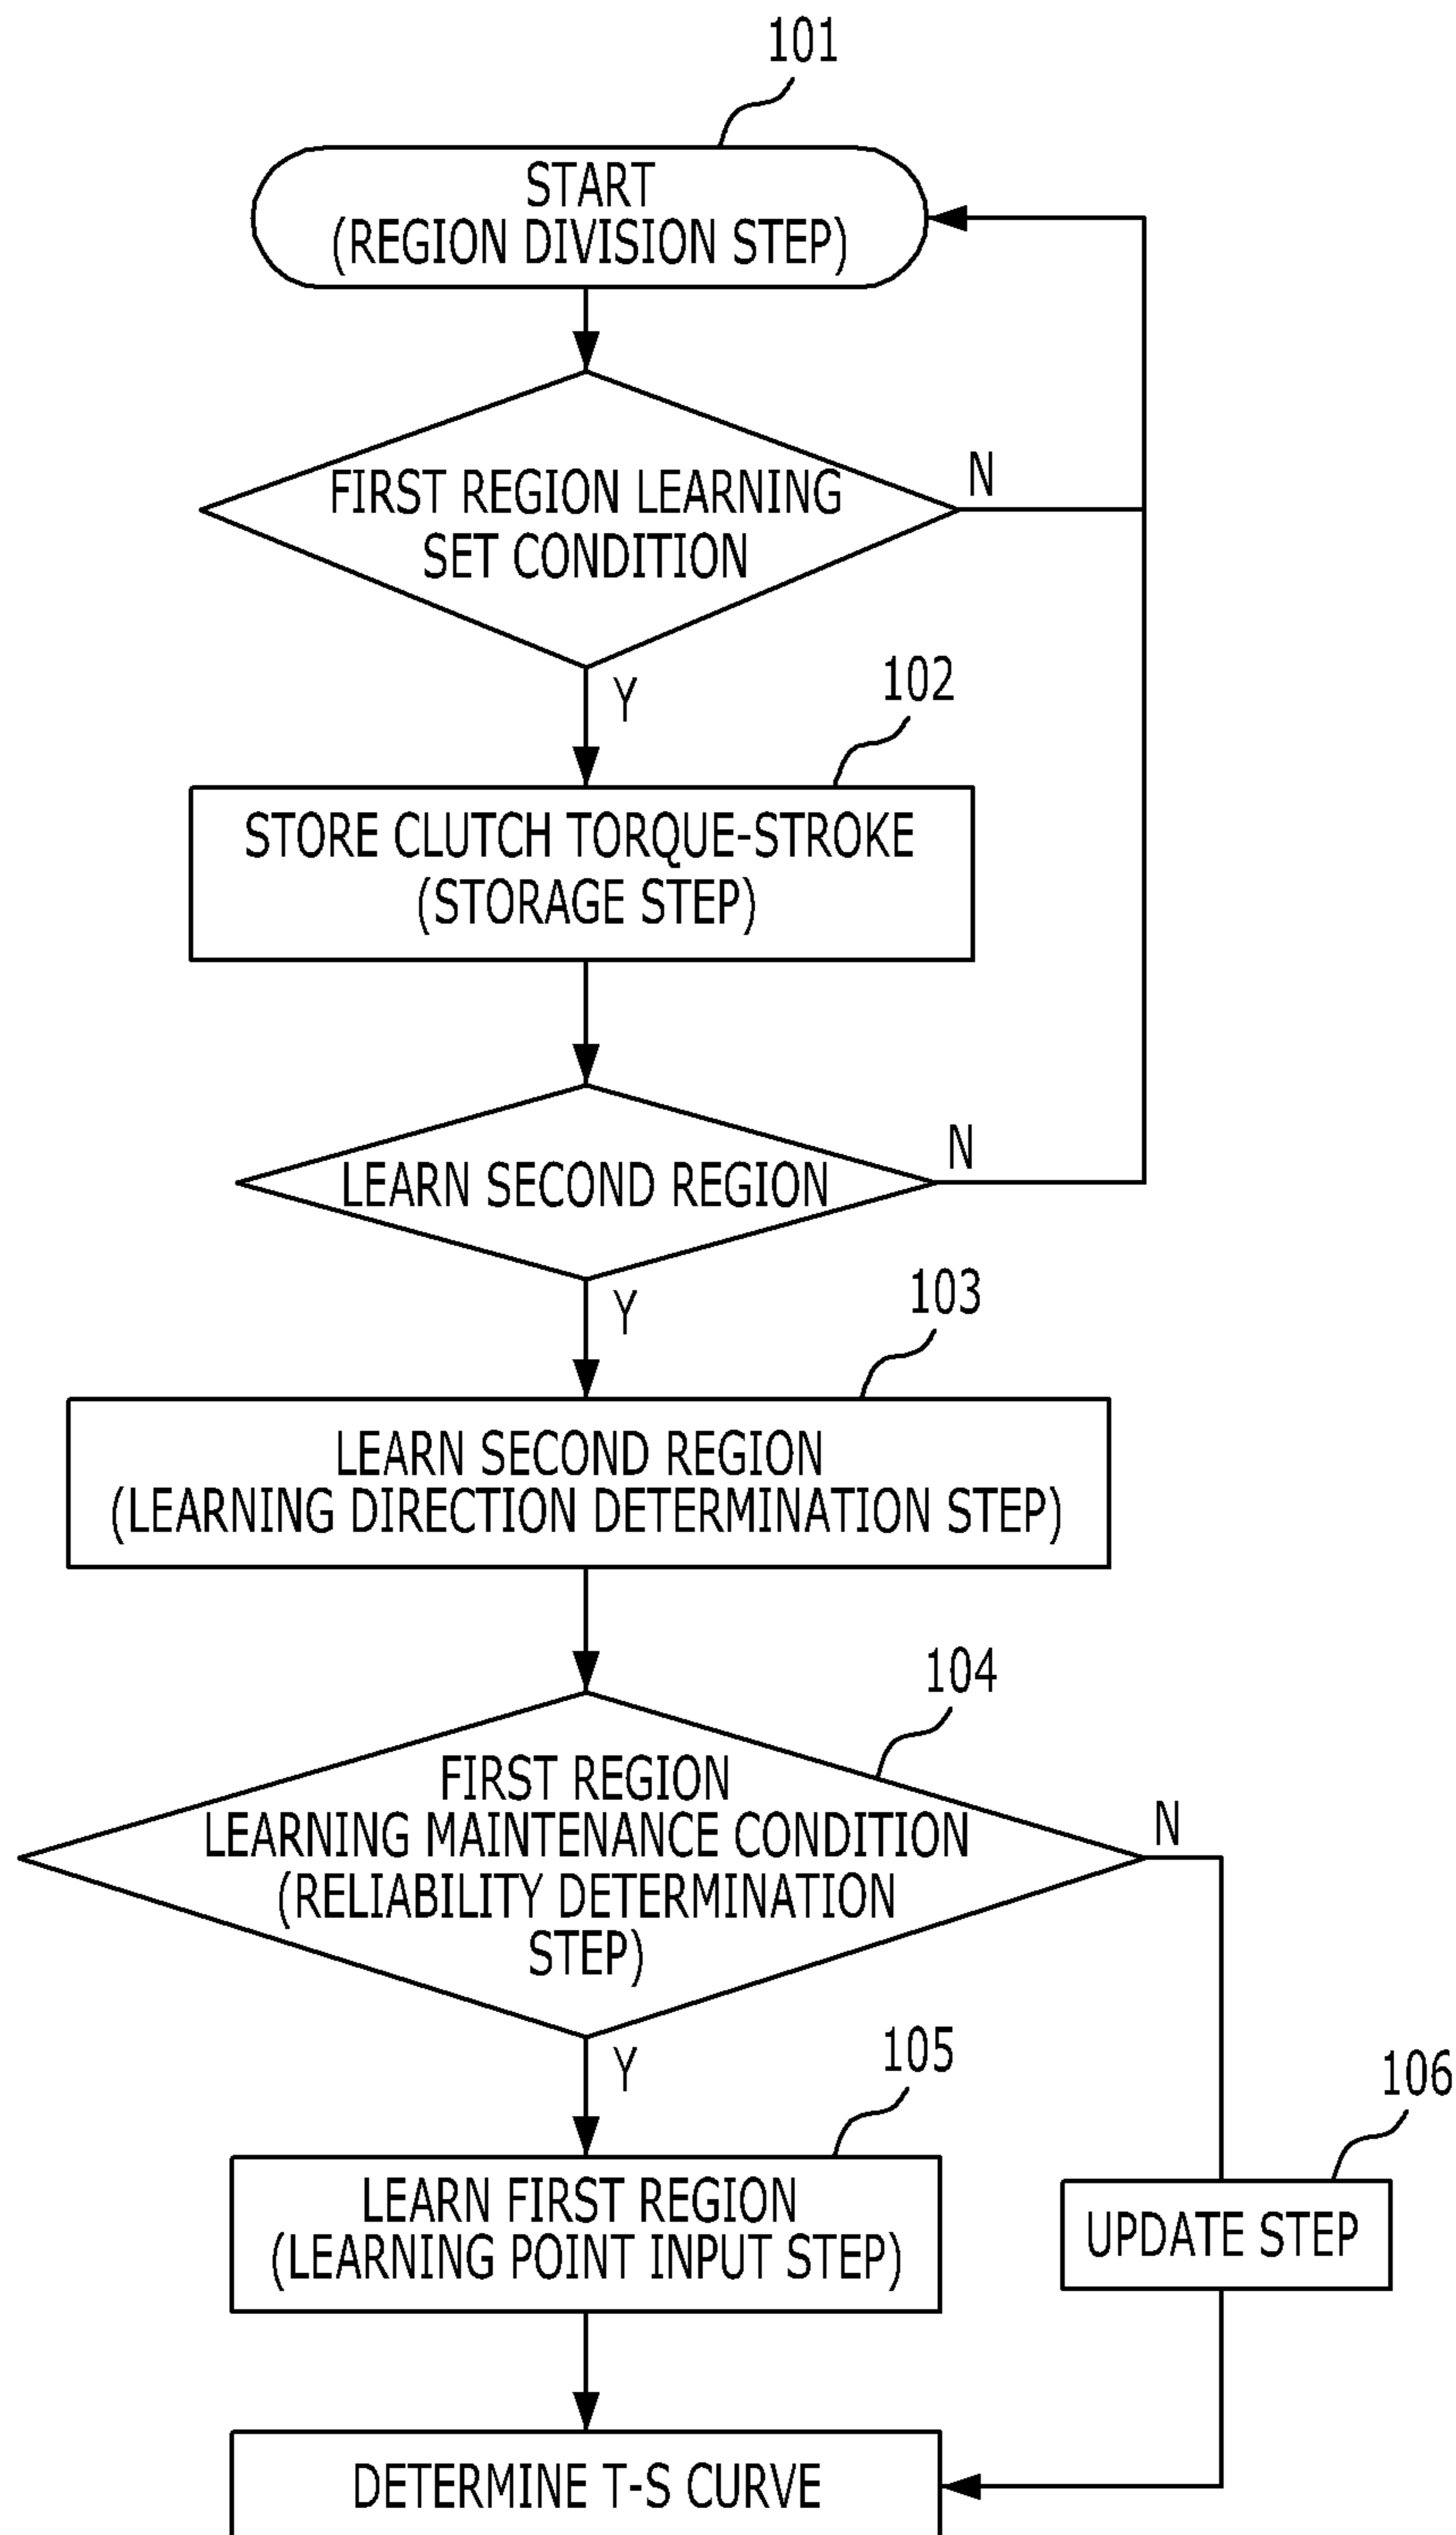 101
START
(REGION DIVISION STEP)
FIRST REGION LEARNING
SET CONDITION
N
Y
102
STORE CLUTCH TORQUE-STROKE
(STORAGE STEP)
LEARN SECOND REGION
N
Y
103
LEARN SECOND REGION
(LEARNING DIRECTION DETERMINATION STEP)
104
FIRST REGION
LEARNING MAINTENANCE CONDITION
(RELIABILITY DETERMINATION
STEP)
N
Y
105
LEARN FIRST REGION
(LEARNING POINT INPUT STEP)
106
UPDATE STEP
DETERMINE T-S CURVE